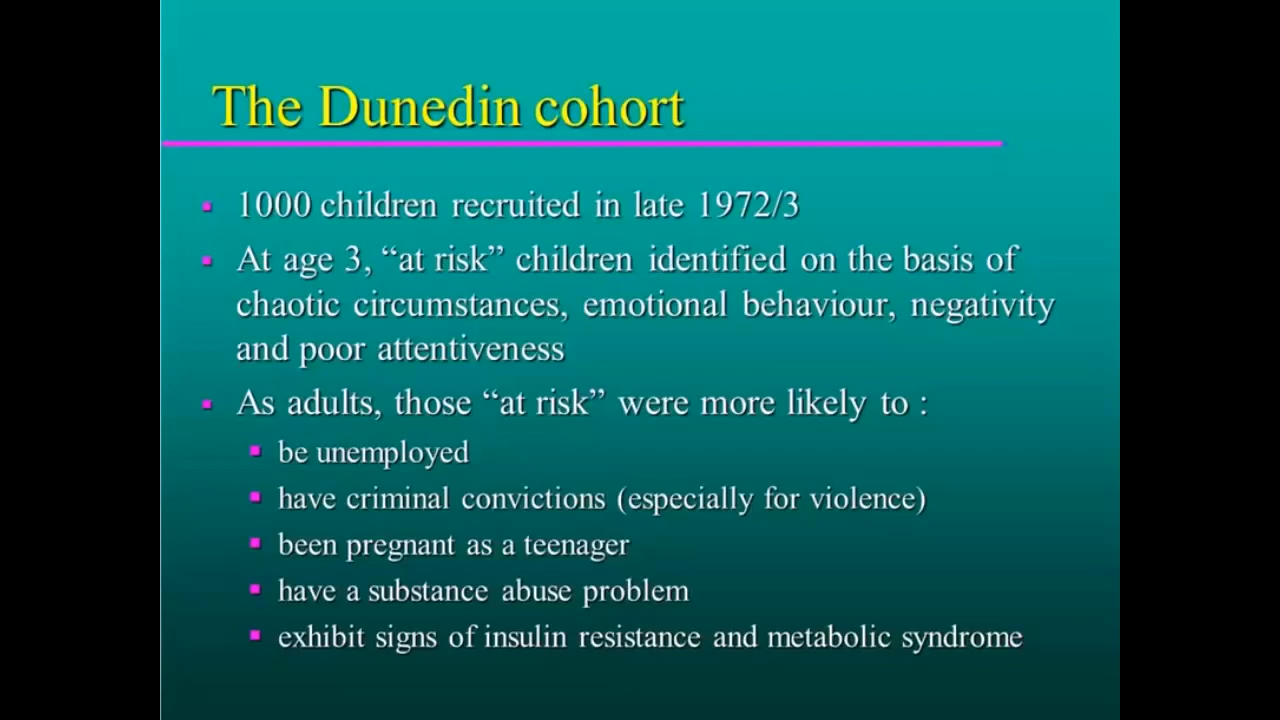 The Dunedin cohort
1000 children recruited in late 1972/3
At age 3, “at risk” children identified on the basis of
chaotic circumstances, emotional behaviour, negativity
and poor attentiveness
As adults, those “at risk” were more likely to :
be unemployed
have criminal convictions (especially for violence)
been pregnant as a teenager
have a substance abuse problem
exhibit signs of insulin resistance and metabolic syndrome